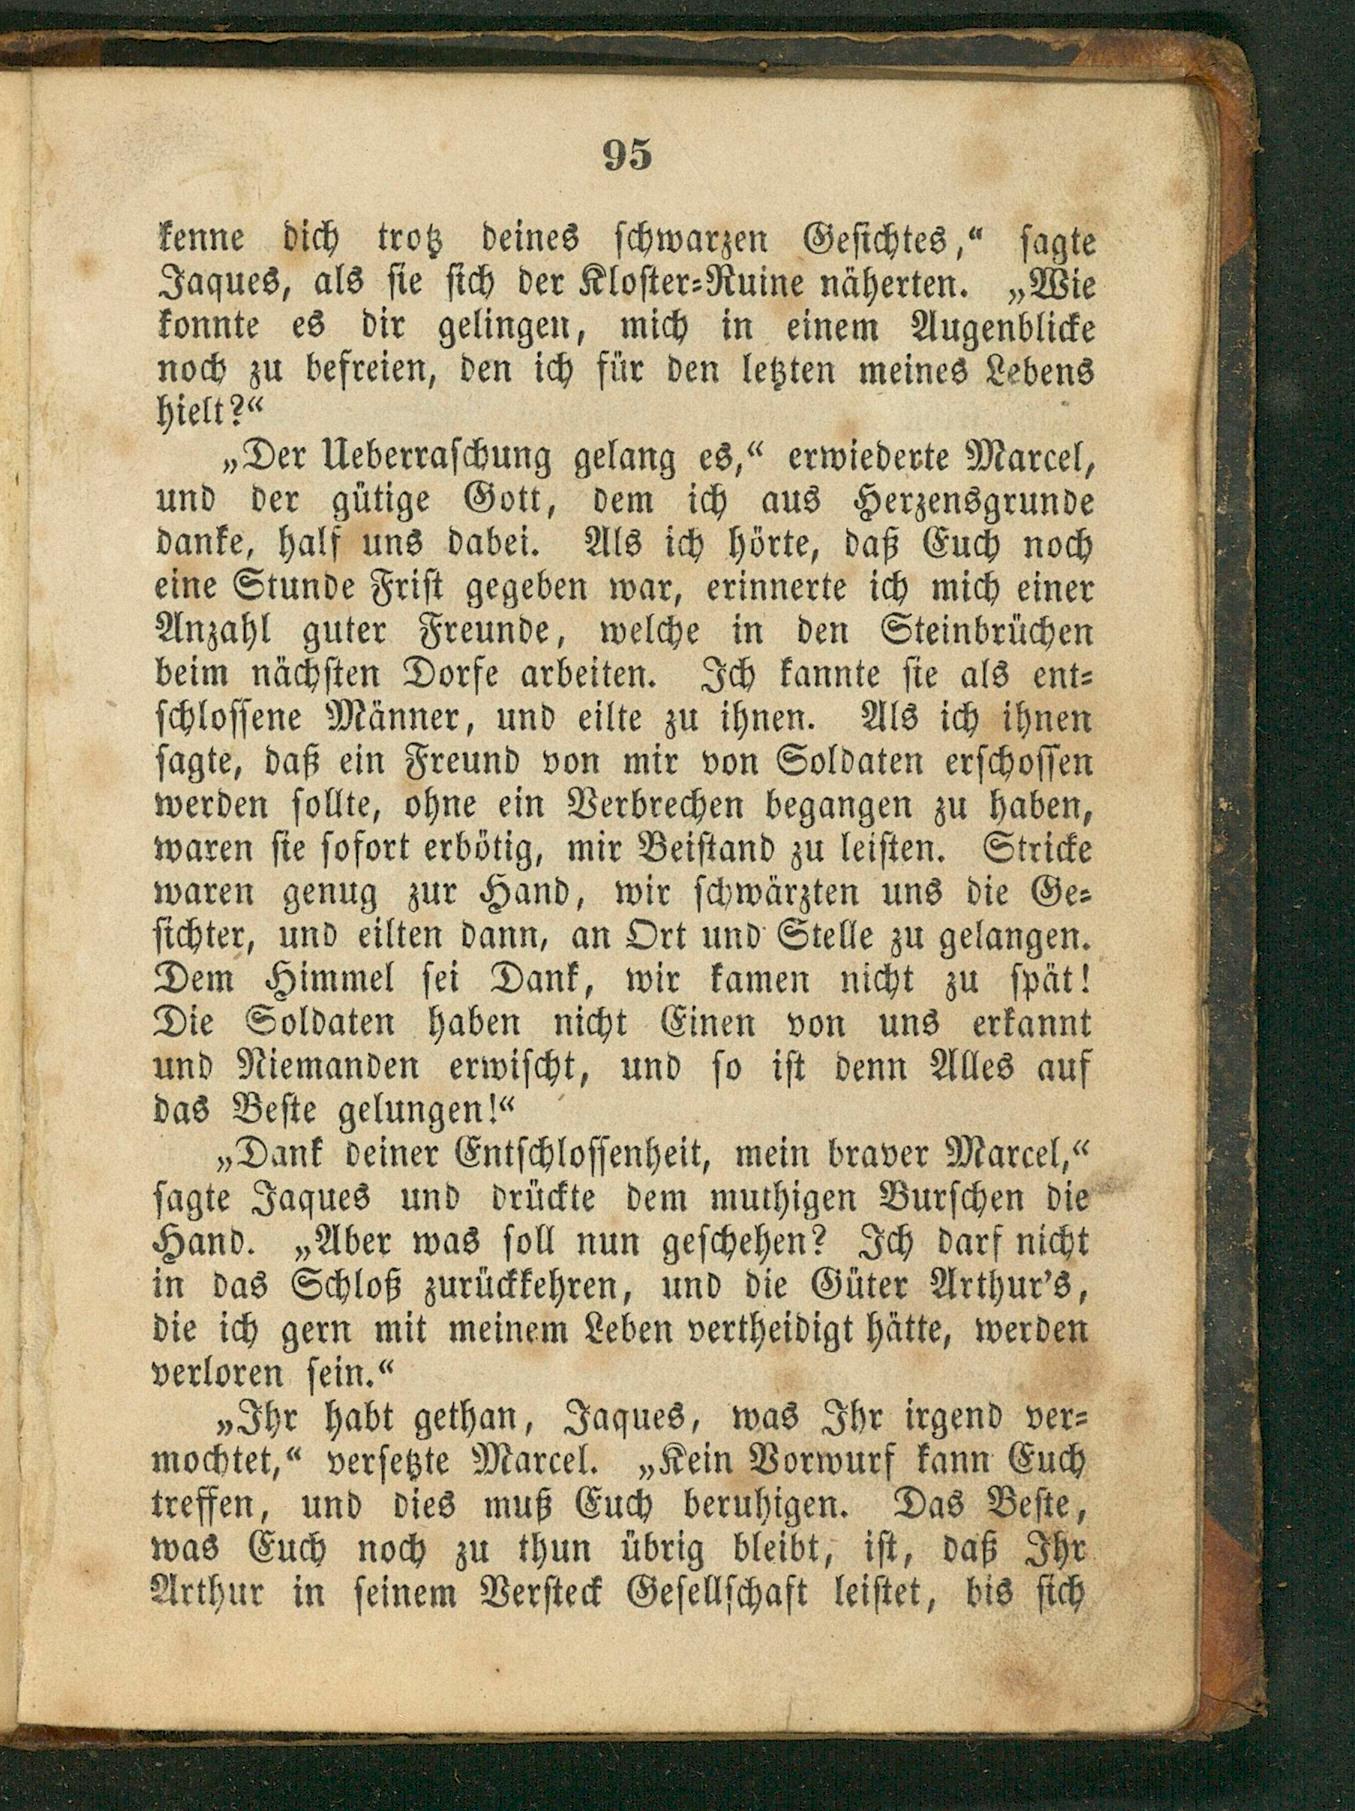 95
kenne dich trotz deines schwarzen Gesichtes,“ sagte
Jaques, als sie sich der Kloster-Ruine näherten. „Wie
konnte es dir gelingen, mich in einem Augenblicke
noch zu befreien, den ich für den letzten meines Lebens
hielt?“
„Der Ueberraschung gelang es,“ erwiederte Marcel,
und der gütige Gott, dem ich aus Herzensgrunde
danke, half uns dabei. Als ich hörte, daß Euch noch
eine Stunde Frist gegeben war, erinnerte ich mich einer
Anzahl guter Freunde, welche in den Steinbrüchen
beim nächsten Dorfe arbeiten. Ich kannte sie als ent-
schlossene Männer, und eilte zu ihnen. Als ich ihnen
sagte, daß ein Freund von mir von Soldaten erschossen
werden sollte, ohne ein Verbrechen begangen zu haben,
waren sie sofort erbötig, mir Beistand zu leisten. Stricke
waren genug zur Hand, wir schwärzten uns die Ge-
sichter, und eilten dann, an Ort und Stelle zu gelangen.
Dem Himmel sei Dank, wir kamen nicht zu spät!
Die Soldaten haben nicht Einen von uns erkannt
und Niemanden erwischt, und so ist denn Alles auf
das Beste gelungen!“
„Dank deiner Entschlossenheit, mein braver Marcel,“
sagte Jaques und drückte dem muthigen Burschen die
Hand. „Aber was soll nun geschehen? Ich darf nicht
in das Schloß zurückkehren, und die Güter Arthur’s,
die ich gern mit meinem Leben vertheidigt hätte, werden
verloren sein.“
„Ihr habt gethan, Jaques, was Ihr irgend ver-
mochtet,“ versetzte Marcel. „Kein Vorwurf kann Euch
treffen, und dies muß Euch beruhigen. Das Beste,
was Euch noch zu thun übrig bleibt, ist, daß Ihr
Arthur in seinem Versteck Gesellschaft leistet, bis sich